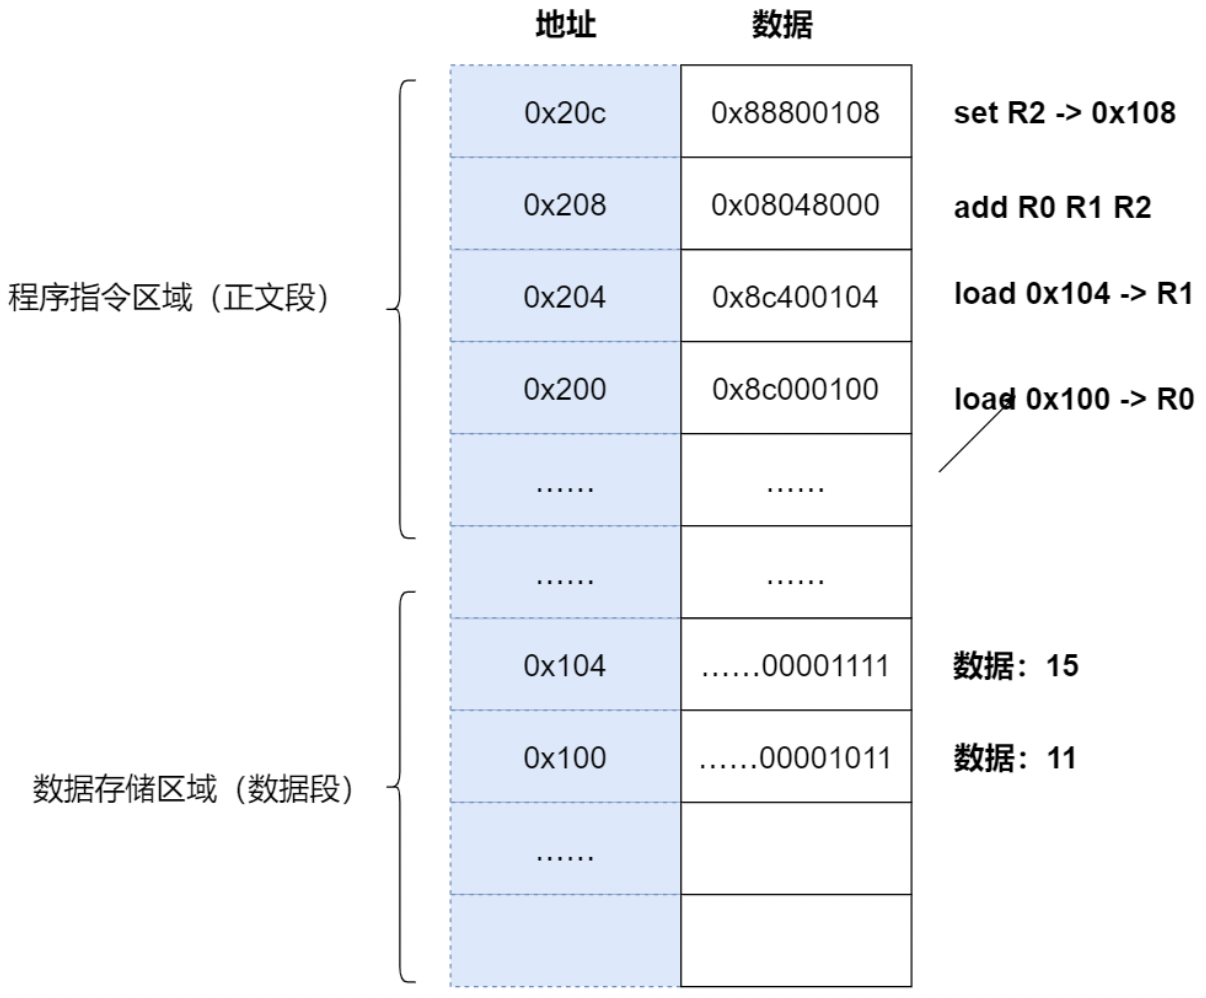 地址 数据
0x20c 0x88800108 set R2 -> 0x108
0x208 0x08048000 add R0 R1 R2
程序指令区域（正文段） 0x204 0x8c400104 load 0x104 -> R1
0x200 0x8c000100 load 0x100 -> R0
…… ……
…… ……
0x104 ……00001111 数据：15
0x100 ……00001011 数据：11
数据存储区域（数据段）
……